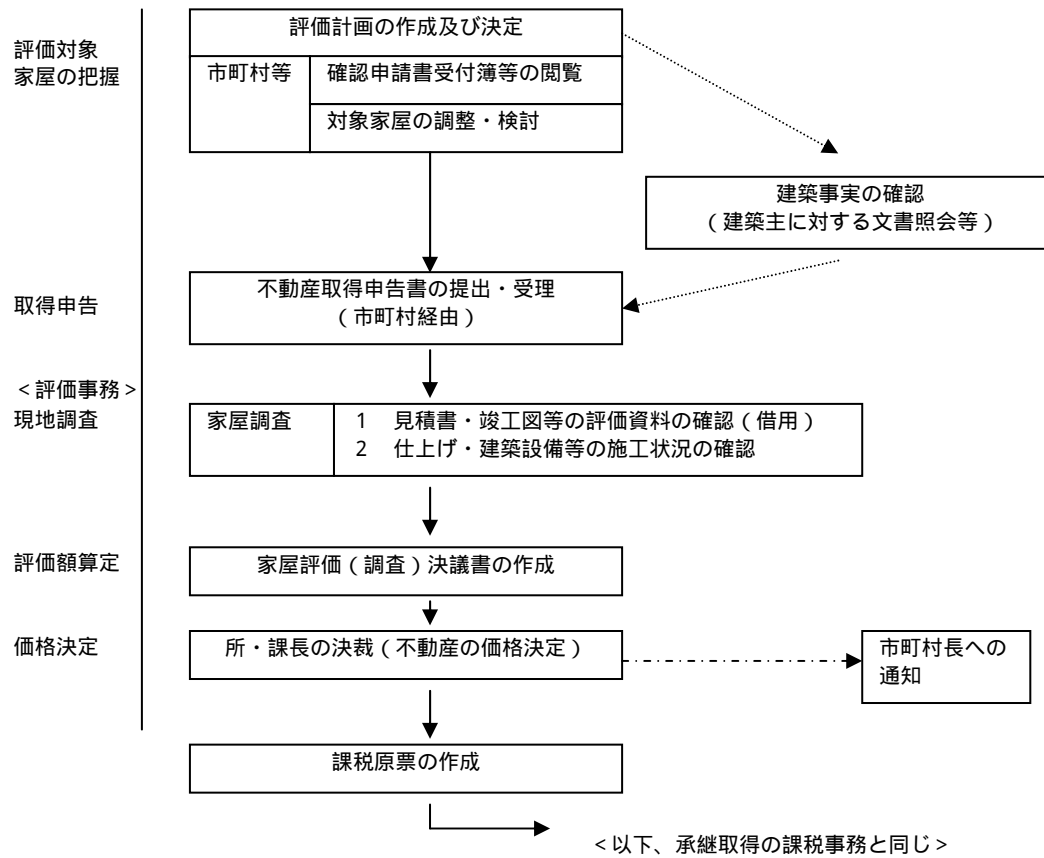 評価計画の作成及び決定
評価対象
家屋の把握
市町村等
確認申請書受付簿等の閲覧
対象家屋の調整・検討
建築事実の確認
（建築主に対する文書照会等）
取得申告
不動産取得申告書の提出・受理
（市町村経由）
＜評価事務＞
現地調査
家屋調査
1 見積書・竣工図等の評価資料の確認（借用）
2 仕上げ・建築設備等の施工状況の確認
評価額算定
家屋評価（調査）決議書の作成
価格決定
所・課長の決裁（不動産の価格決定）
市町村長への
通知
課税原票の作成
＜以下、承継取得の課税事務と同じ＞